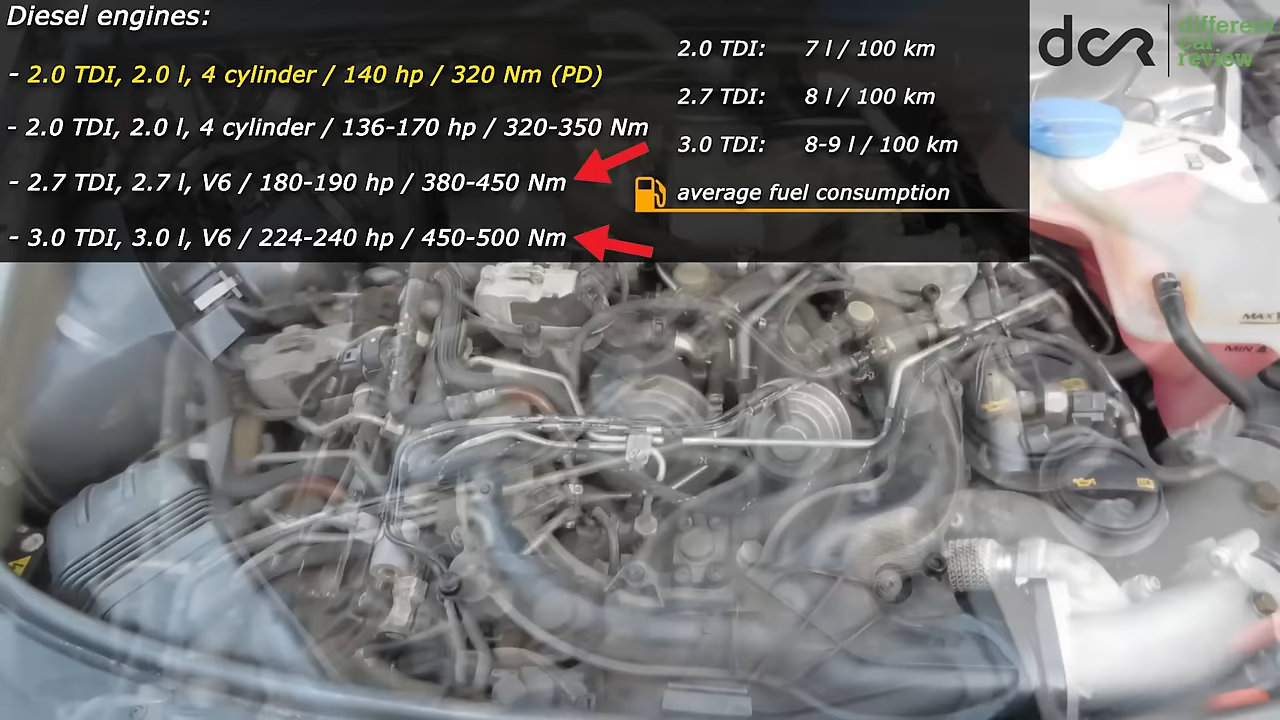 Diesel engines:
- 2.0 TDI, 2.0 l, 4 cylinder / 140 hp / 320 Nm (PD)
- 2.0 TDI, 2.0 l, 4 cylinder / 136-170 hp / 320-350 Nm
- 2.7 TDI, 2.7 l, V6 / 180-190 hp / 380-450 Nm
- 3.0 TDI, 3.0 l, V6 / 224-240 hp / 450-500 Nm
2.0 TDI: 7 l / 100 km
2.7 TDI: 8 l / 100 km
3.0 TDI: 8-9 l / 100 km
average fuel consumption
dcr
different
car
review
MAX
MIN